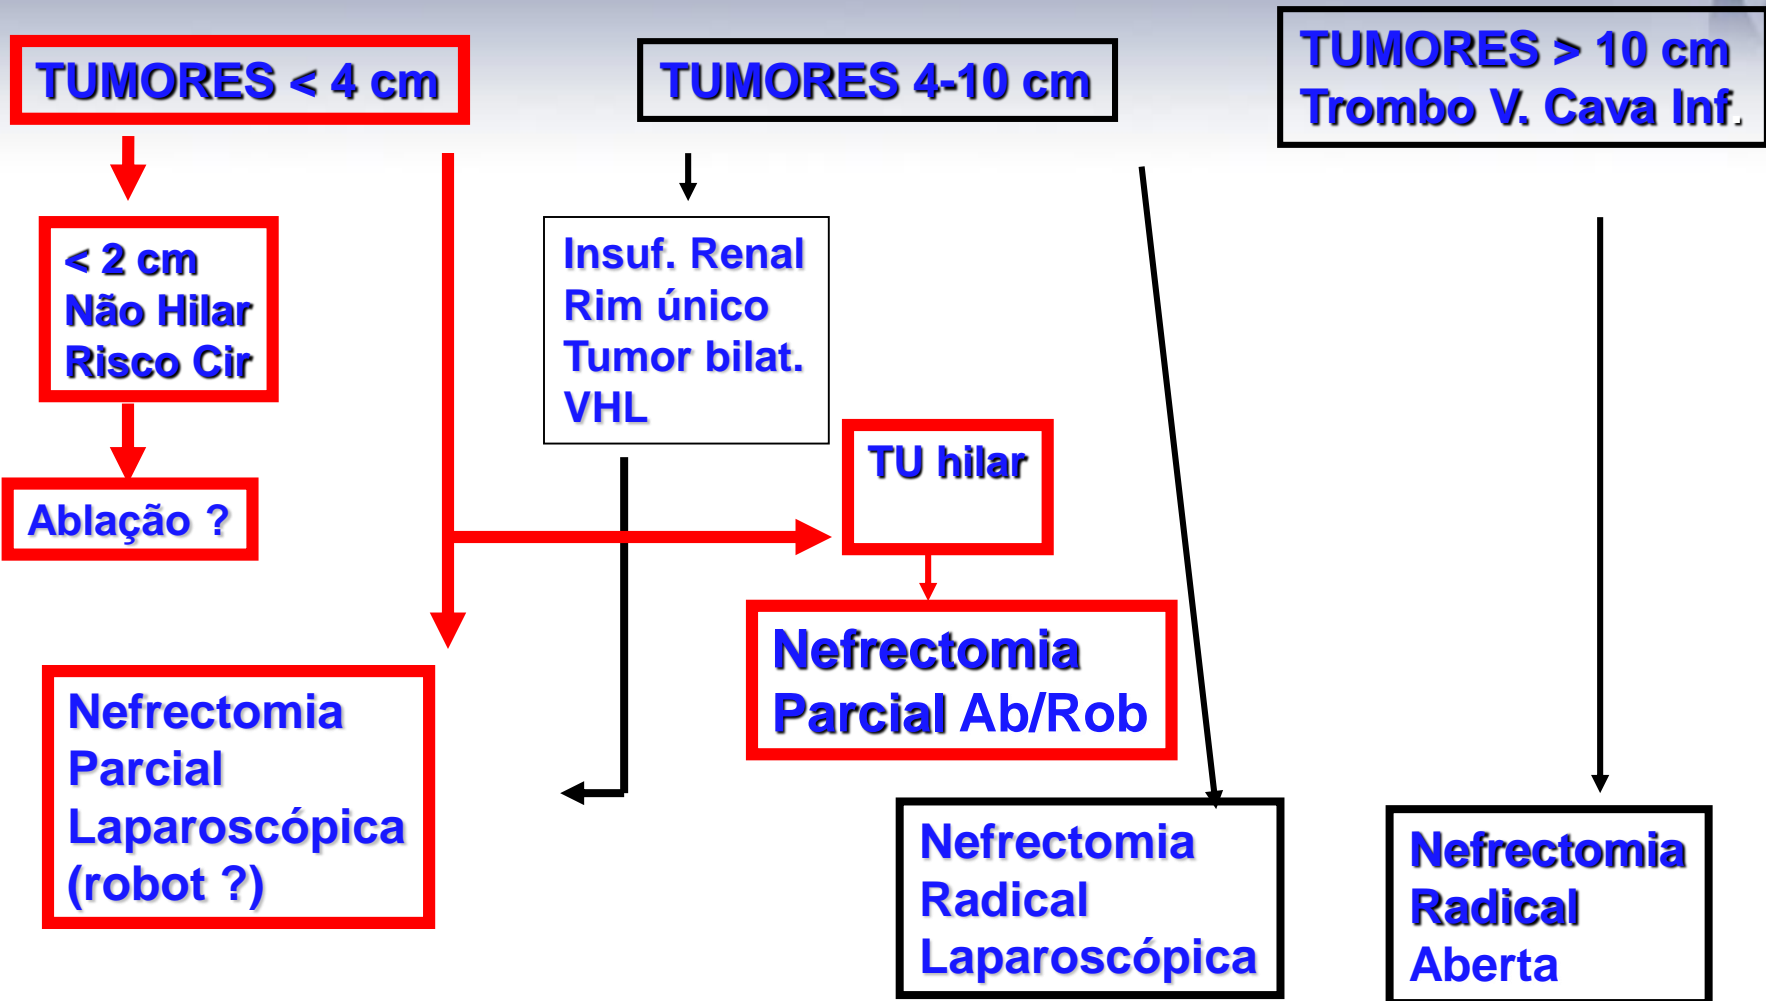 TUMORES < 4 cm
TUMORES 4-10 cm
TUMORES > 10 cm
Trombo V. Cava Inf.
< 2 cm
Não Hilar
Risco Cir
Insuf. Renal
Rim único
Tumor bilat.
VHL
TU hilar
Ablação ?
Nefrectomia
Parcial Ab/Rob
Nefrectomia
Parcial
Laparoscópica
(robot ?)
Nefrectomia
Radical
Laparoscópica
Nefrectomia
Radical
Aberta